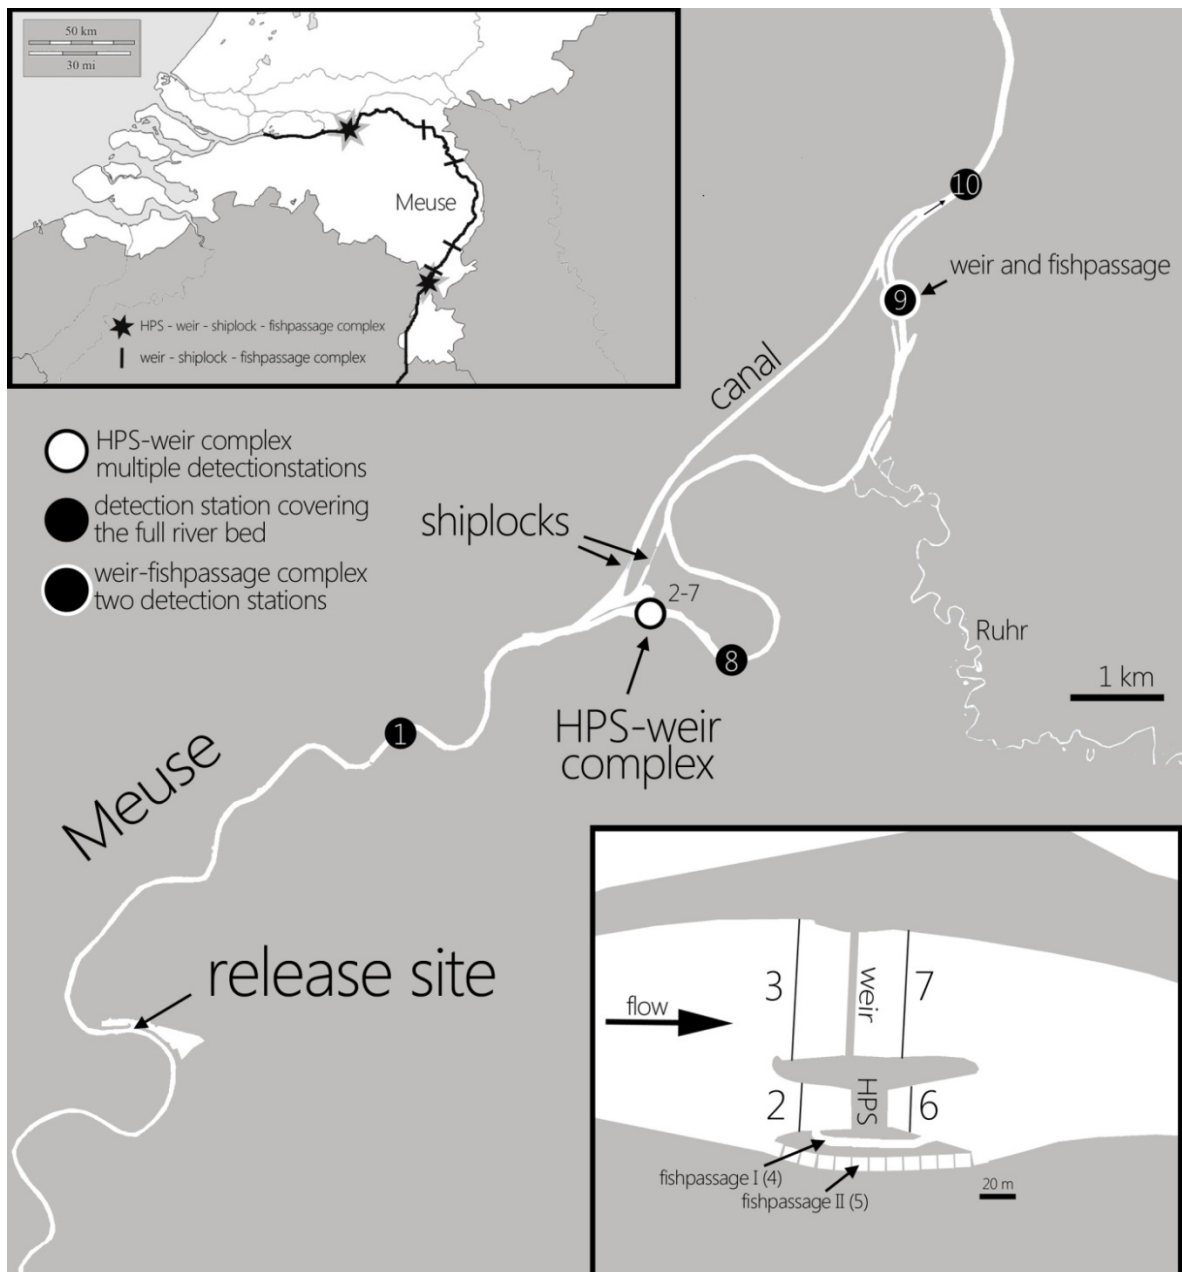 50 km
30 mi
Meuse
HPS - weir - shiplock - fishpassage complex
weir - shiplock - fishpassage complex
10
weir and fishpassage
9
canal
HPS-weir complex
multiple detectionstations
detection station covering
the full river bed
weir-fishpassage complex
two detection stations
shiplocks
2-7
Ruhr
8
1 km
HPS-weir
complex
1
Meuse
release site
3
weir
7
flow
2
HPS
6
fishpassage I (4)
fishpassage II (5)
20 m